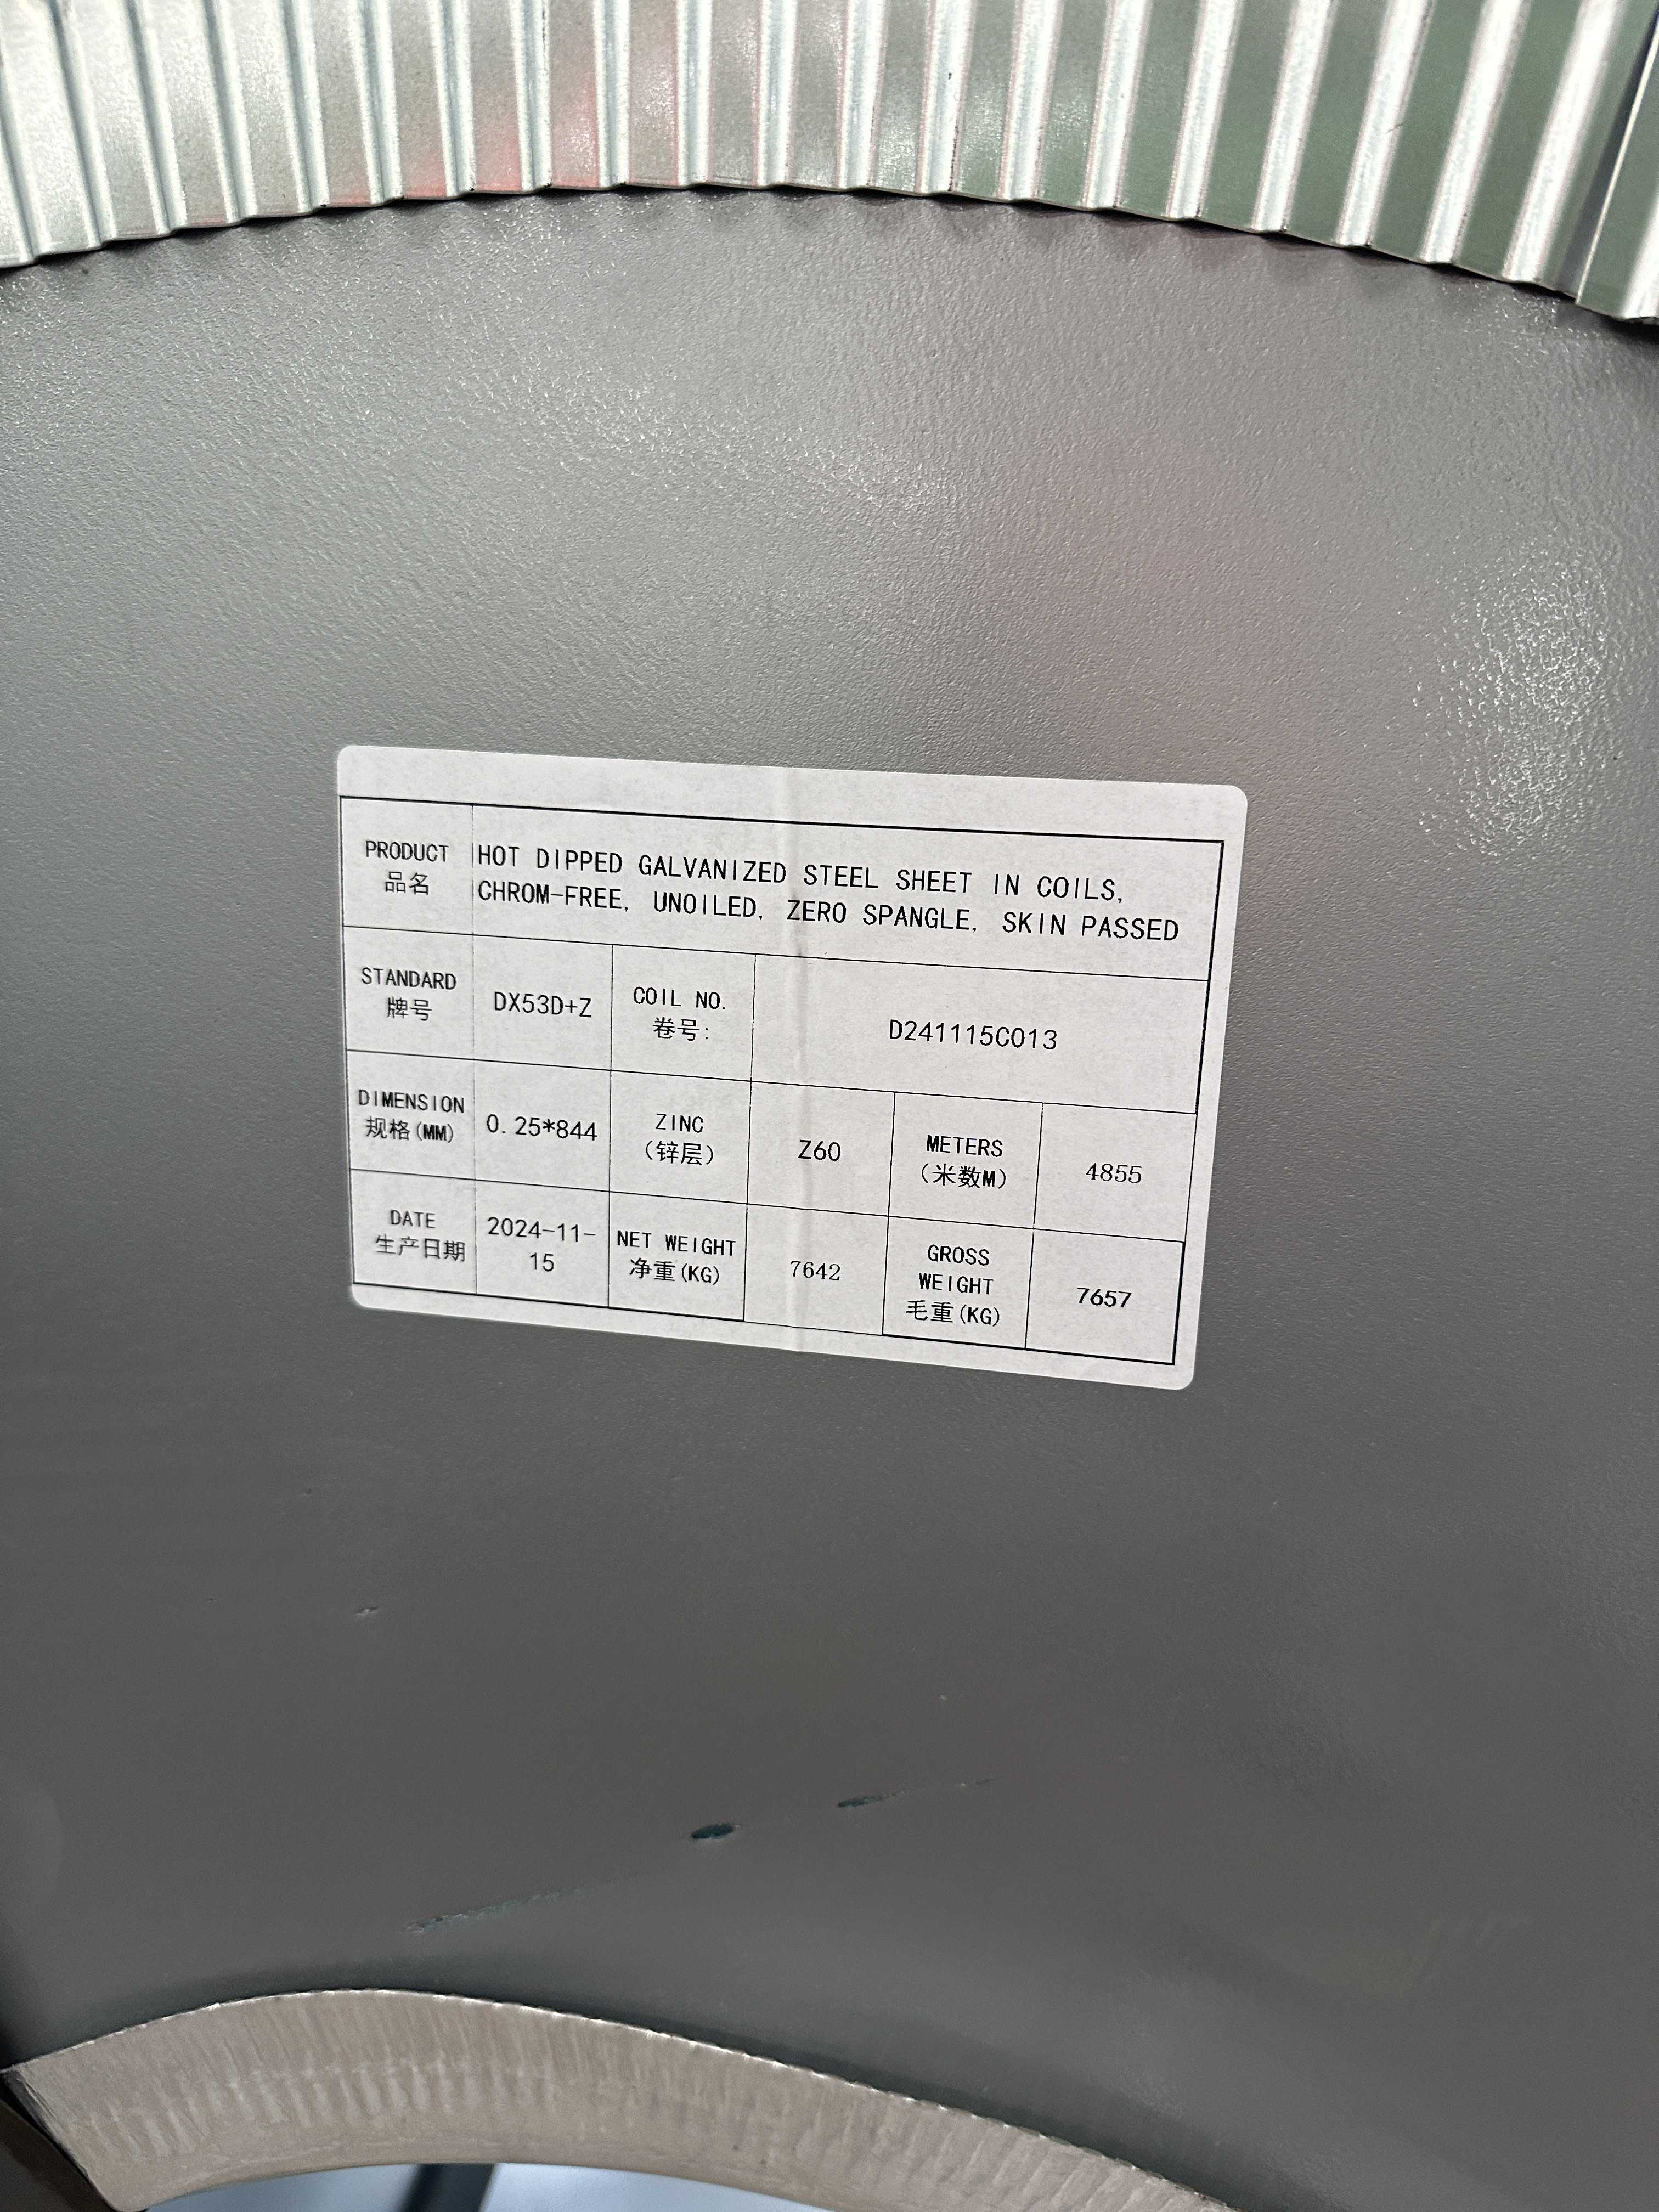 PRODUCT
品名
HOT DIPPED GALVANIZED STEEL SHEET IN COILS,
CHROM-FREE, UNOILED, ZERO SPANGLE, SKIN PASSED
STANDARD
牌号
DX53D+Z
COIL NO.
卷号:
D241115C013
DIMENSION
规格(MM)
0.25*844
ZINC
(锌层)
Z60
METERS
(米数M)
4855
DATE
生产日期
2024-11-
15
NET WEIGHT
净重(KG)
7642
GROSS
WEIGHT
毛重(KG)
7657